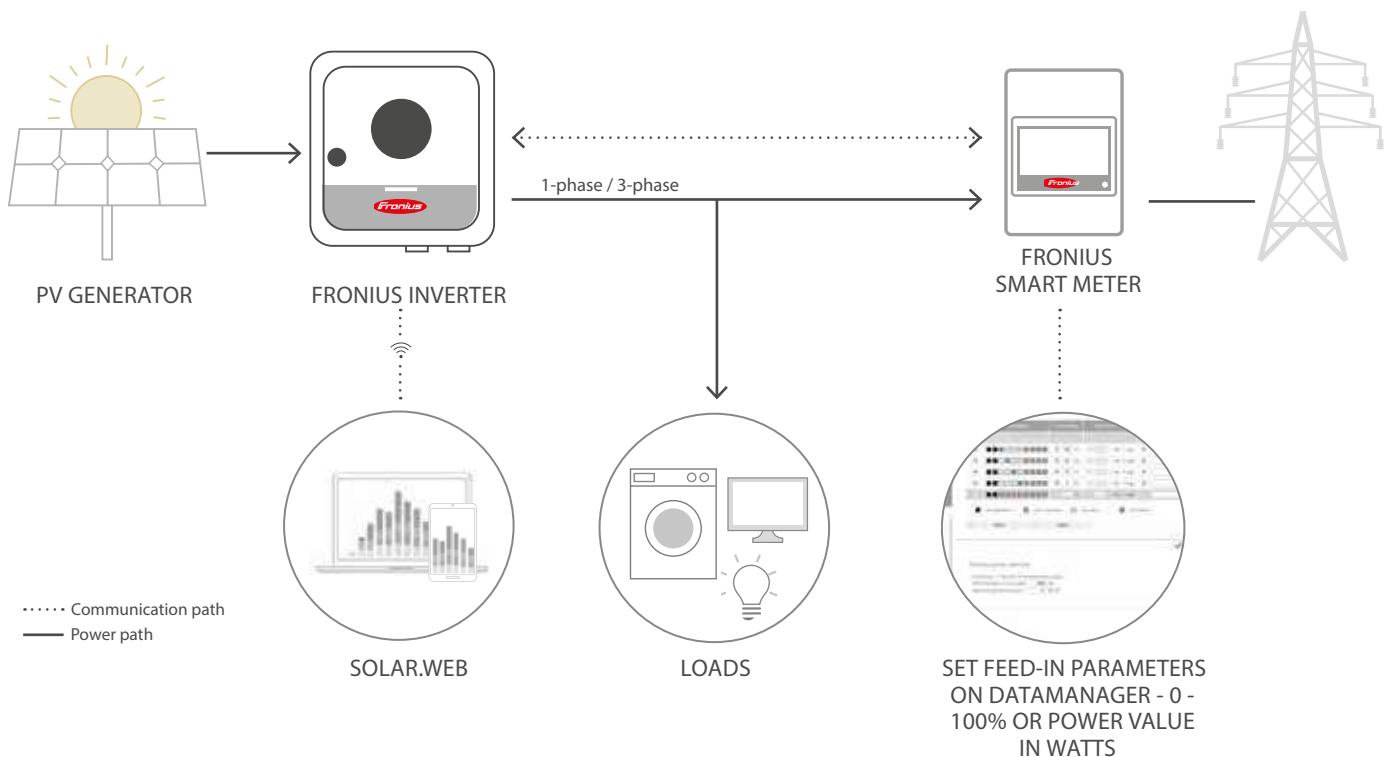 1-phase / 3-phase
Fronius
Fronius
PV GENERATOR
FRONIUS INVERTER
FRONIUS
SMART METER
Communication path
Power path
SOLAR.WEB
LOADS
SET FEED-IN PARAMETERS
ON DATAMANAGER - 0 -
100% OR POWER VALUE
IN WATTS